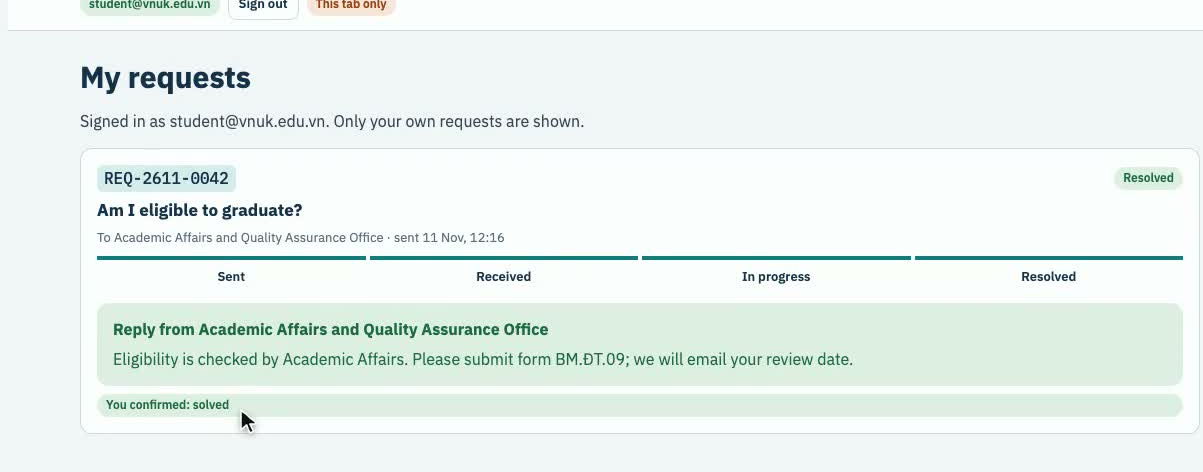 student@vnuk.edu.vn Sign out This tab only
My requests
Signed in as student@vnuk.edu.vn. Only your own requests are shown.
REQ-2611-0042 Resolved
Am I eligible to graduate?
To Academic Affairs and Quality Assurance Office · sent 11 Nov, 12:16
Sent Received In progress Resolved
Reply from Academic Affairs and Quality Assurance Office
Eligibility is checked by Academic Affairs. Please submit form BM.ĐT.09; we will email your review date.
You confirmed: solved